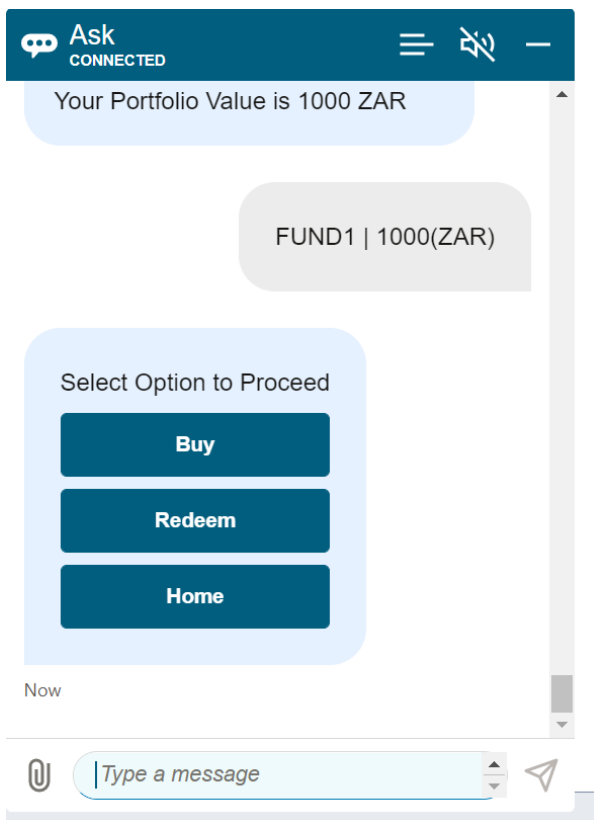 Ask
CONNECTED
Your Portfolio Value is 1000 ZAR
FUND1 | 1000(ZAR)
Select Option to Proceed
Buy
Redeem
Home
Now
Type a message